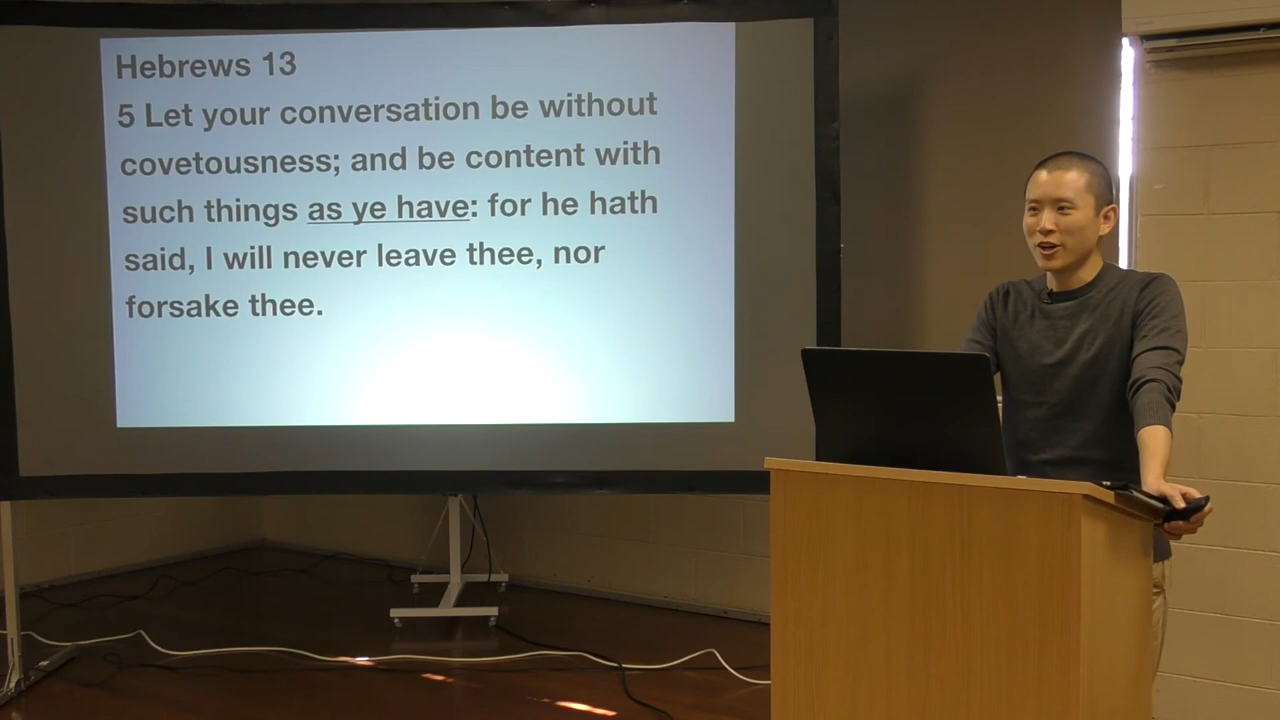 Hebrews 13
5 Let your conversation be without
covetousness; and be content with
such things as ye have: for he hath
said, I will never leave thee, nor
forsake thee.